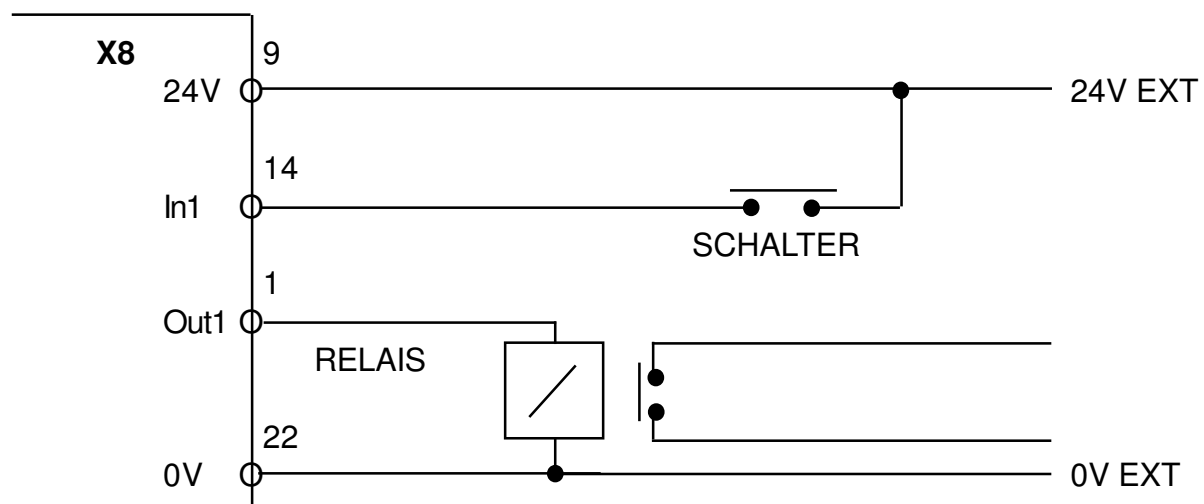 X8
9
24V
24V EXT
14
In1
SCHALTER
1
Out1
RELAIS
22
0V
0V EXT